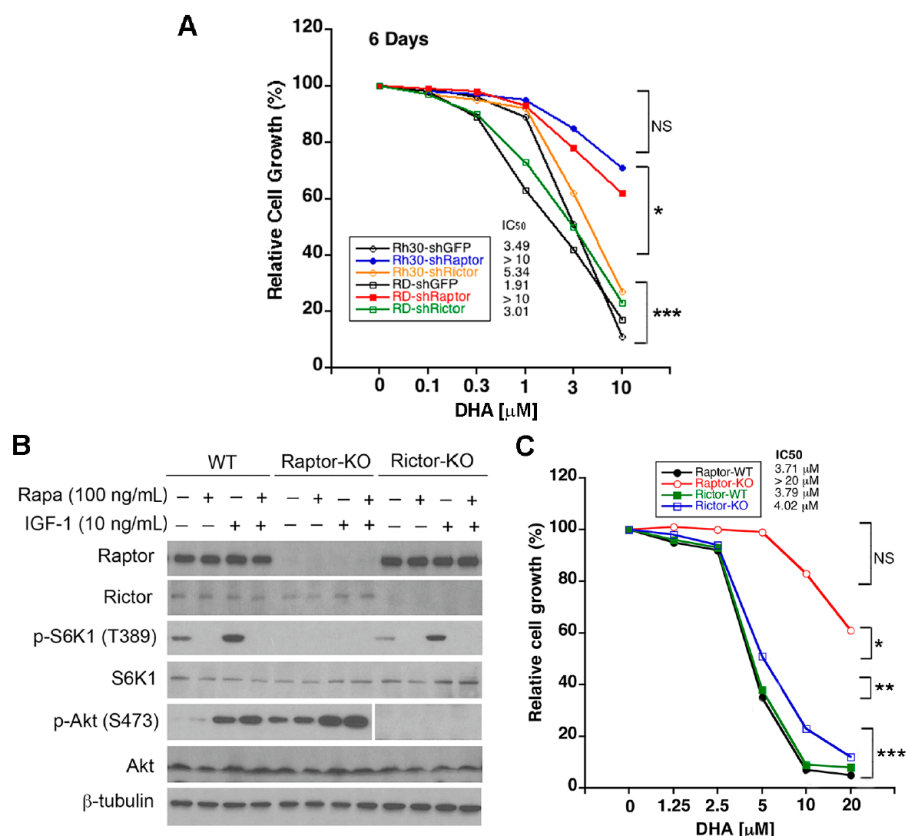 A
6 Days
Relative Cell Growth (%)
120
100
80
60
40
20
0
NS
*
***
IC50
Rh30-shGFP 3.49
Rh30-shRaptor > 10
Rh30-shRictor 5.34
RD-shGFP 1.91
RD-shRaptor > 10
RD-shRictor 3.01
0 0.1 0.3 1 3 10
DHA [μM]
B
WT Raptor-KO Rictor-KO
Rapa (100 ng/mL) – + – + – + – + – + – +
IGF-1 (10 ng/mL) – – + + – – + + – – + +
Raptor
Rictor
p-S6K1 (T389)
S6K1
p-Akt (S473)
Akt
β-tubulin
C
IC50
Raptor-WT 3.71 μM
Raptor-KO > 20 μM
Rictor-WT 3.79 μM
Rictor-KO 4.02 μM
Relative cell growth (%)
120
100
80
60
40
20
0
NS
*
**
***
0 1.25 2.5 5 10 20
DHA [μM]